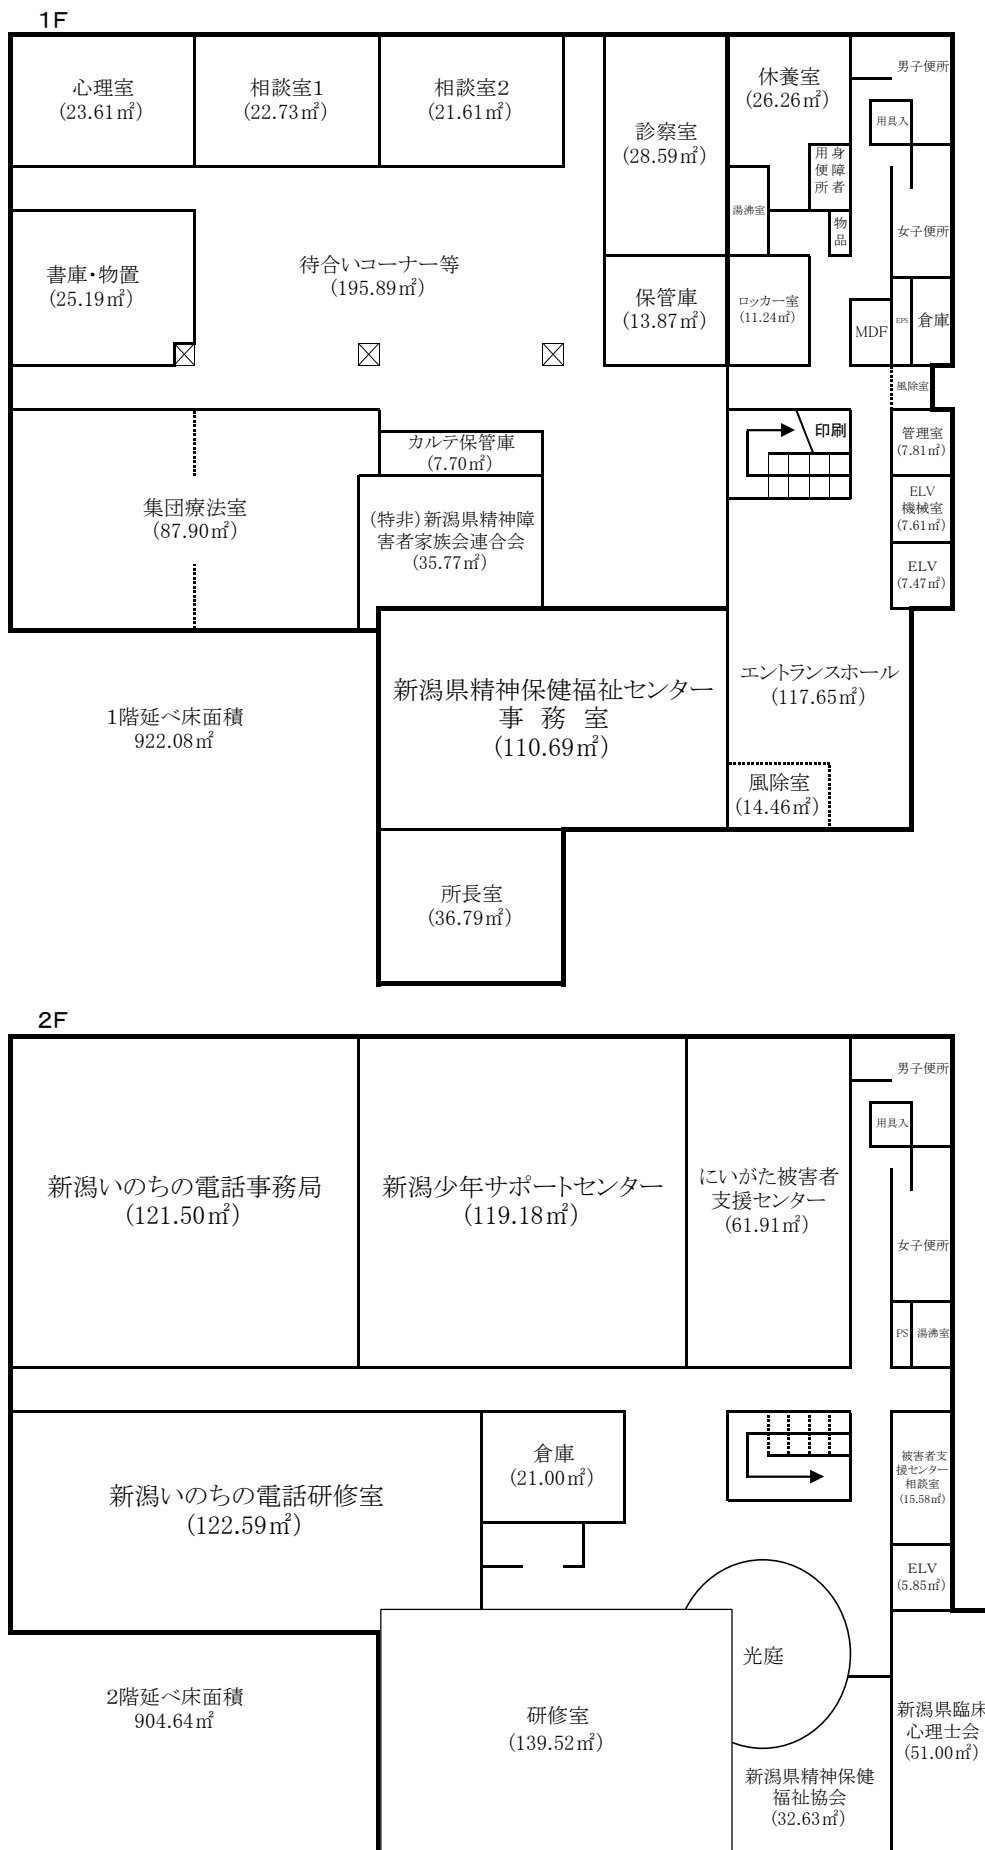 1F
心理室
(23.61㎡)
相談室1
(22.73㎡)
相談室2
(21.61㎡)
診察室
(28.59㎡)
休養室
(26.26㎡)
男子便所
用具入
身障者
用便所
湯沸室
物品
女子便所
書庫・物置
(25.19㎡)
待合いコーナー等
(195.89㎡)
保管庫
(13.87㎡)
ロッカー室
(11.24㎡)
MDF
EPS
倉庫
風除室
カルテ保管庫
(7.70㎡)
印刷
管理室
(7.81㎡)
集団療法室
(87.90㎡)
(特非)新潟県精神障
害者家族会連合会
(35.77㎡)
ELV
機械室
(7.61㎡)
ELV
(7.47㎡)
新潟県精神保健福祉センター
事 務 室
(110.69㎡)
エントランスホール
(117.65㎡)
1階延べ床面積
922.08㎡
風除室
(14.46㎡)
所長室
(36.79㎡)
2F
男子便所
用具入
新潟いのちの電話事務局
(121.50㎡)
新潟少年サポートセンター
(119.18㎡)
にいがた被害者
支援センター
(61.91㎡)
女子便所
PS
湯沸室
新潟いのちの電話研修室
(122.59㎡)
倉庫
(21.00㎡)
被害者支
援センター
相談室
(15.58㎡)
ELV
(5.85㎡)
光庭
2階延べ床面積
904.64㎡
研修室
(139.52㎡)
新潟県臨床
心理士会
(51.00㎡)
新潟県精神保健
福祉協会
(32.63㎡)